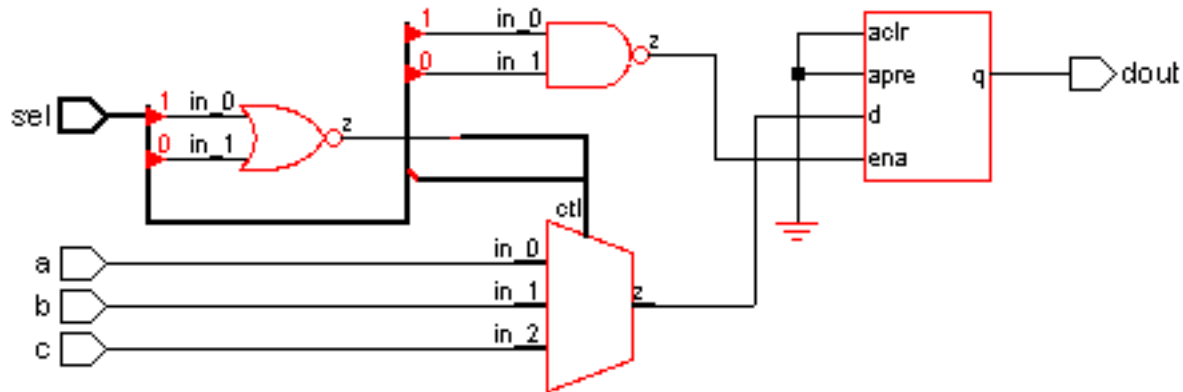 1 in_0 z
0 in_1
sel
1 in_0 z
0 in_1
ctl
a in_0
b in_1 z
c in_2
aclr
apre q dout
d
ena